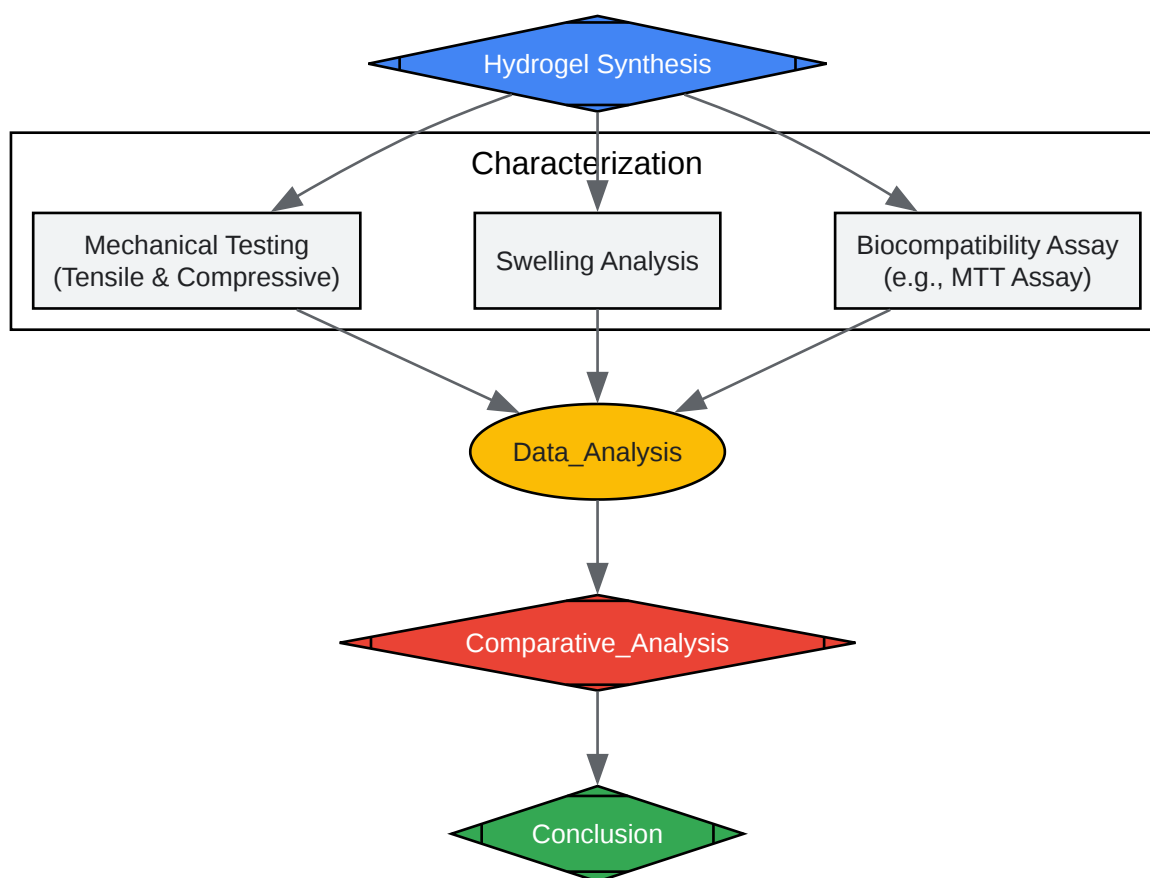 Hydrogel Synthesis
Characterization
Mechanical Testing
(Tensile & Compressive)
Swelling Analysis
Biocompatibility Assay
(e.g., MTT Assay)
Data_Analysis
Comparative_Analysis
Conclusion